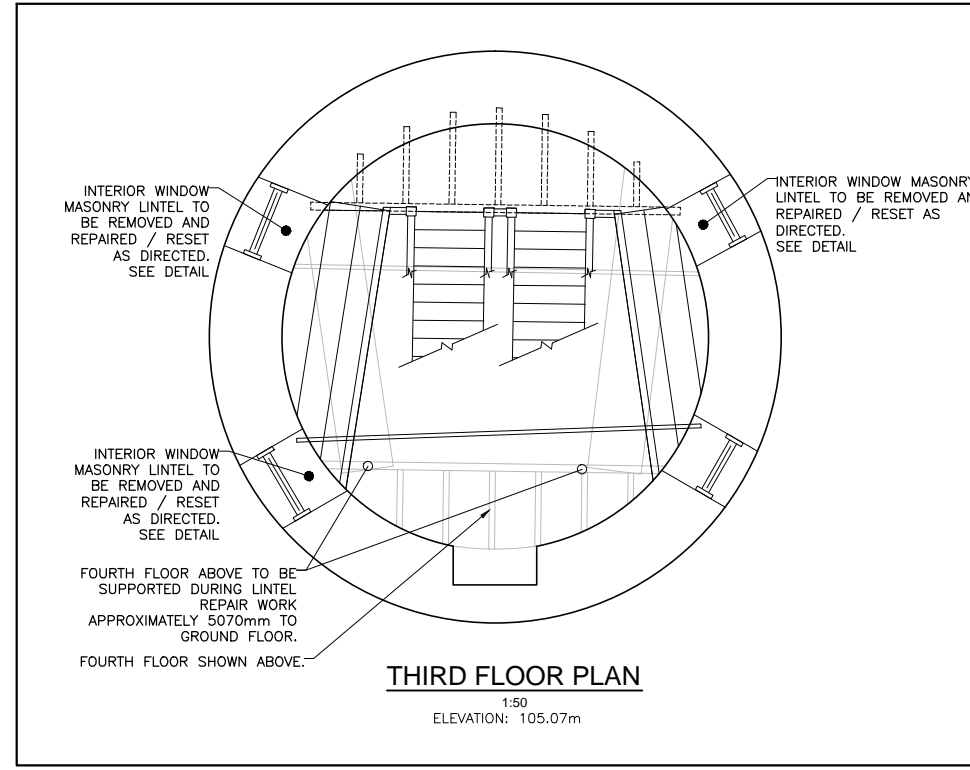 INTERIOR WINDOW
MASONRY LINTEL TO
BE REMOVED AND
REPAIRED / RESET
AS DIRECTED.
SEE DETAIL
INTERIOR WINDOW MASONRY
LINTEL TO BE REMOVED AN
REPAIRED / RESET AS
DIRECTED.
SEE DETAIL
INTERIOR WINDOW
MASONRY LINTEL TO
BE REMOVED AND
REPAIRED / RESET
AS DIRECTED.
SEE DETAIL
FOURTH FLOOR ABOVE TO BE
SUPPORTED DURING LINTEL
REPAIR WORK
APPROXIMATELY 5070mm TO
GROUND FLOOR.
FOURTH FLOOR SHOWN ABOVE.
THIRD FLOOR PLAN
1:50
ELEVATION: 105.07m